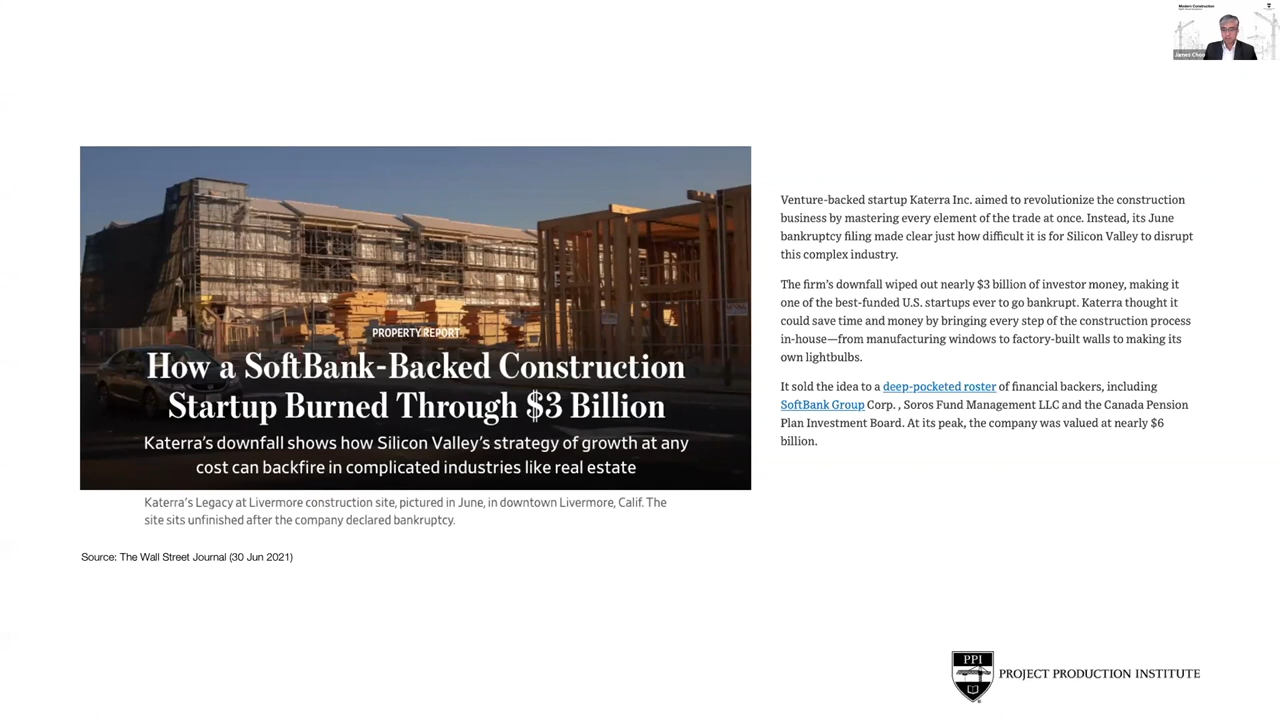 Modern Construction
James Choo
PROPERTY REPORT
How a SoftBank-Backed Construction
Startup Burned Through $3 Billion
Katerra's downfall shows how Silicon Valley's strategy of growth at any
cost can backfire in complicated industries like real estate
Katerra's Legacy at Livermore construction site, pictured in June, in downtown Livermore, Calif. The
site sits unfinished after the company declared bankruptcy.
Source: The Wall Street Journal (30 Jun 2021)
Venture-backed startup Katerra Inc. aimed to revolutionize the construction
business by mastering every element of the trade at once. Instead, its June
bankruptcy filing made clear just how difficult it is for Silicon Valley to disrupt
this complex industry.
The firm's downfall wiped out nearly $3 billion of investor money, making it
one of the best-funded U.S. startups ever to go bankrupt. Katerra thought it
could save time and money by bringing every step of the construction process
in-house—from manufacturing windows to factory-built walls to making its
own lightbulbs.
It sold the idea to a deep-pocketed roster of financial backers, including
SoftBank Group Corp. , Soros Fund Management LLC and the Canada Pension
Plan Investment Board. At its peak, the company was valued at nearly $6
billion.
PPI
PROJECT PRODUCTION INSTITUTE